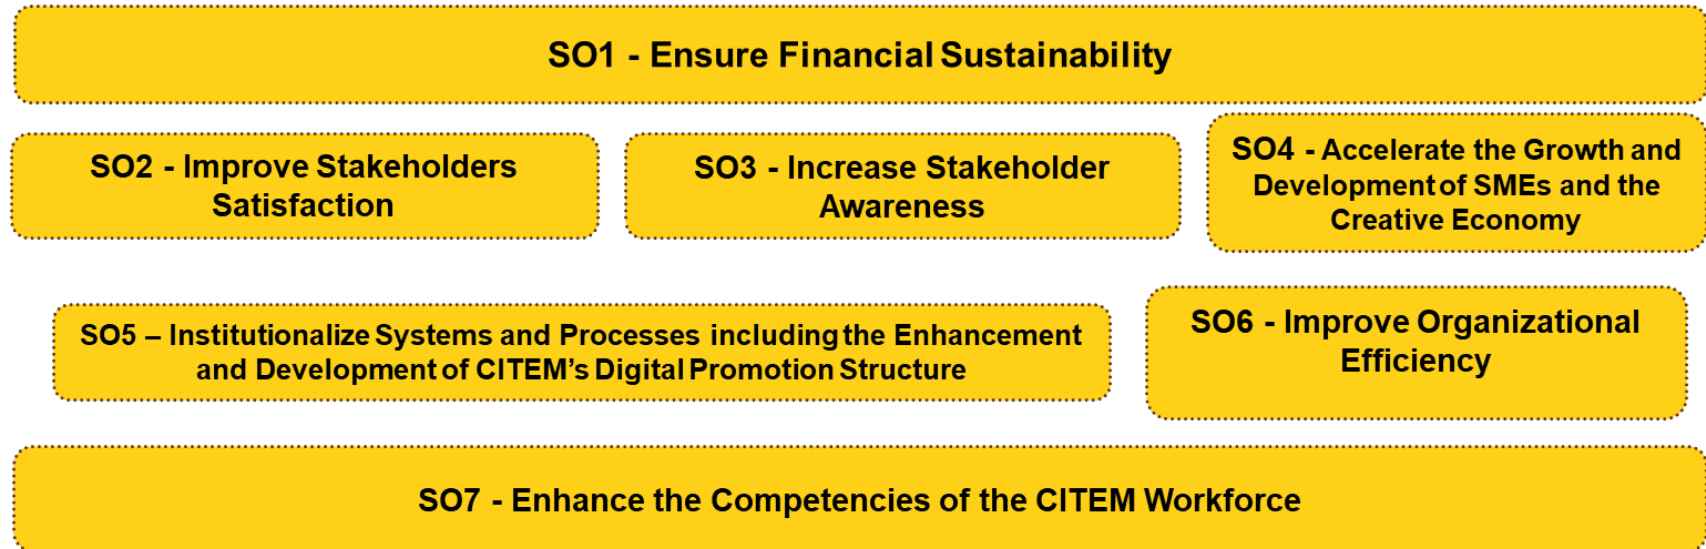 SO1 - Ensure Financial Sustainability
SO2 - Improve Stakeholders
Satisfaction
SO3 - Increase Stakeholder
Awareness
SO4 - Accelerate the Growth and
Development of SMEs and the
Creative Economy
SO5 – Institutionalize Systems and Processes including the Enhancement
and Development of CITEM’s Digital Promotion Structure
SO6 - Improve Organizational
Efficiency
SO7 - Enhance the Competencies of the CITEM Workforce